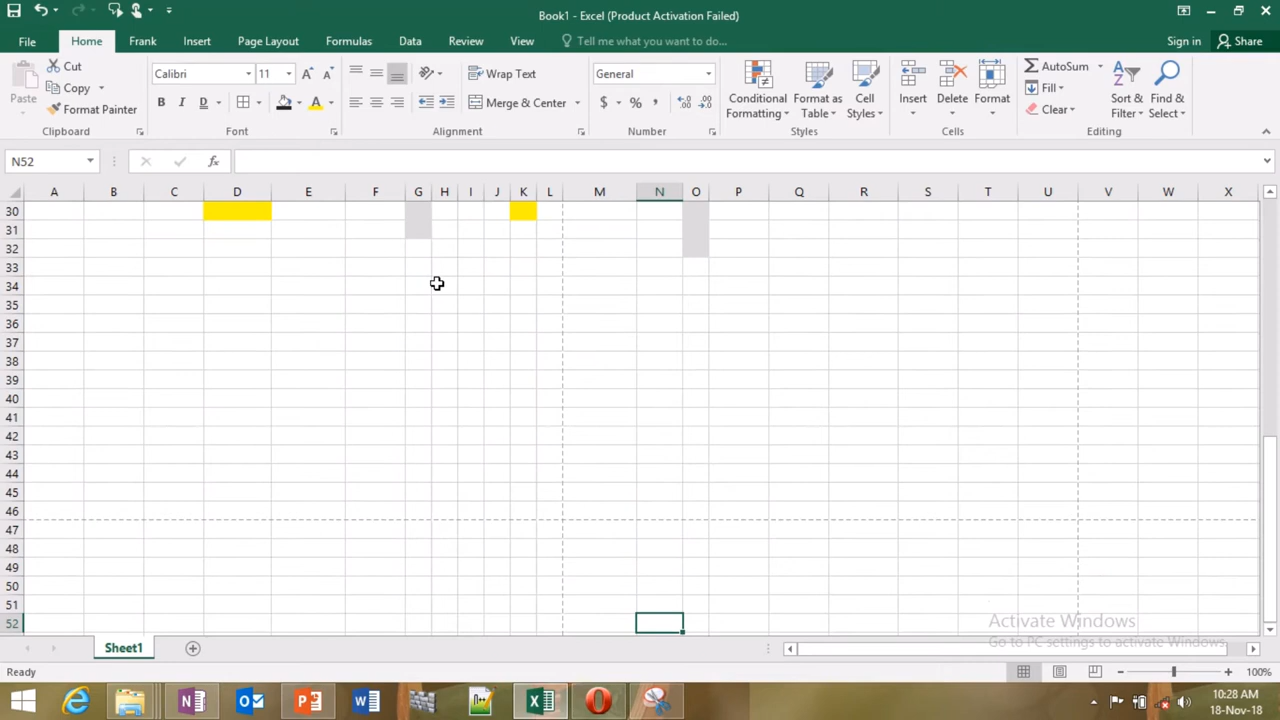 Book1 - Excel (Product Activation Failed)
File Home Frank Insert Page Layout Formulas Data Review View Tell me what you want to do... Sign in Share
Paste Cut Copy Format Painter
Calibri 11 Wrap Text Merge & Center General
B I D A $ % ,
Conditional Formatting Format as Table Cell Styles Insert Delete Format
AutoSum Fill Clear Sort & Filter Find & Select
Clipboard Font Alignment Number Styles Cells Editing
N52 fx
A B C D E F G H I J K L M N O P Q R S T U V W X
30
31
32
33
34
35
36
37
38
39
40
41
42
43
44
45
46
47
48
49
50
51
52
Activate Windows
Go to PC settings to activate Windows.
Sheet1
Ready 100%
10:28 AM
18-Nov-18